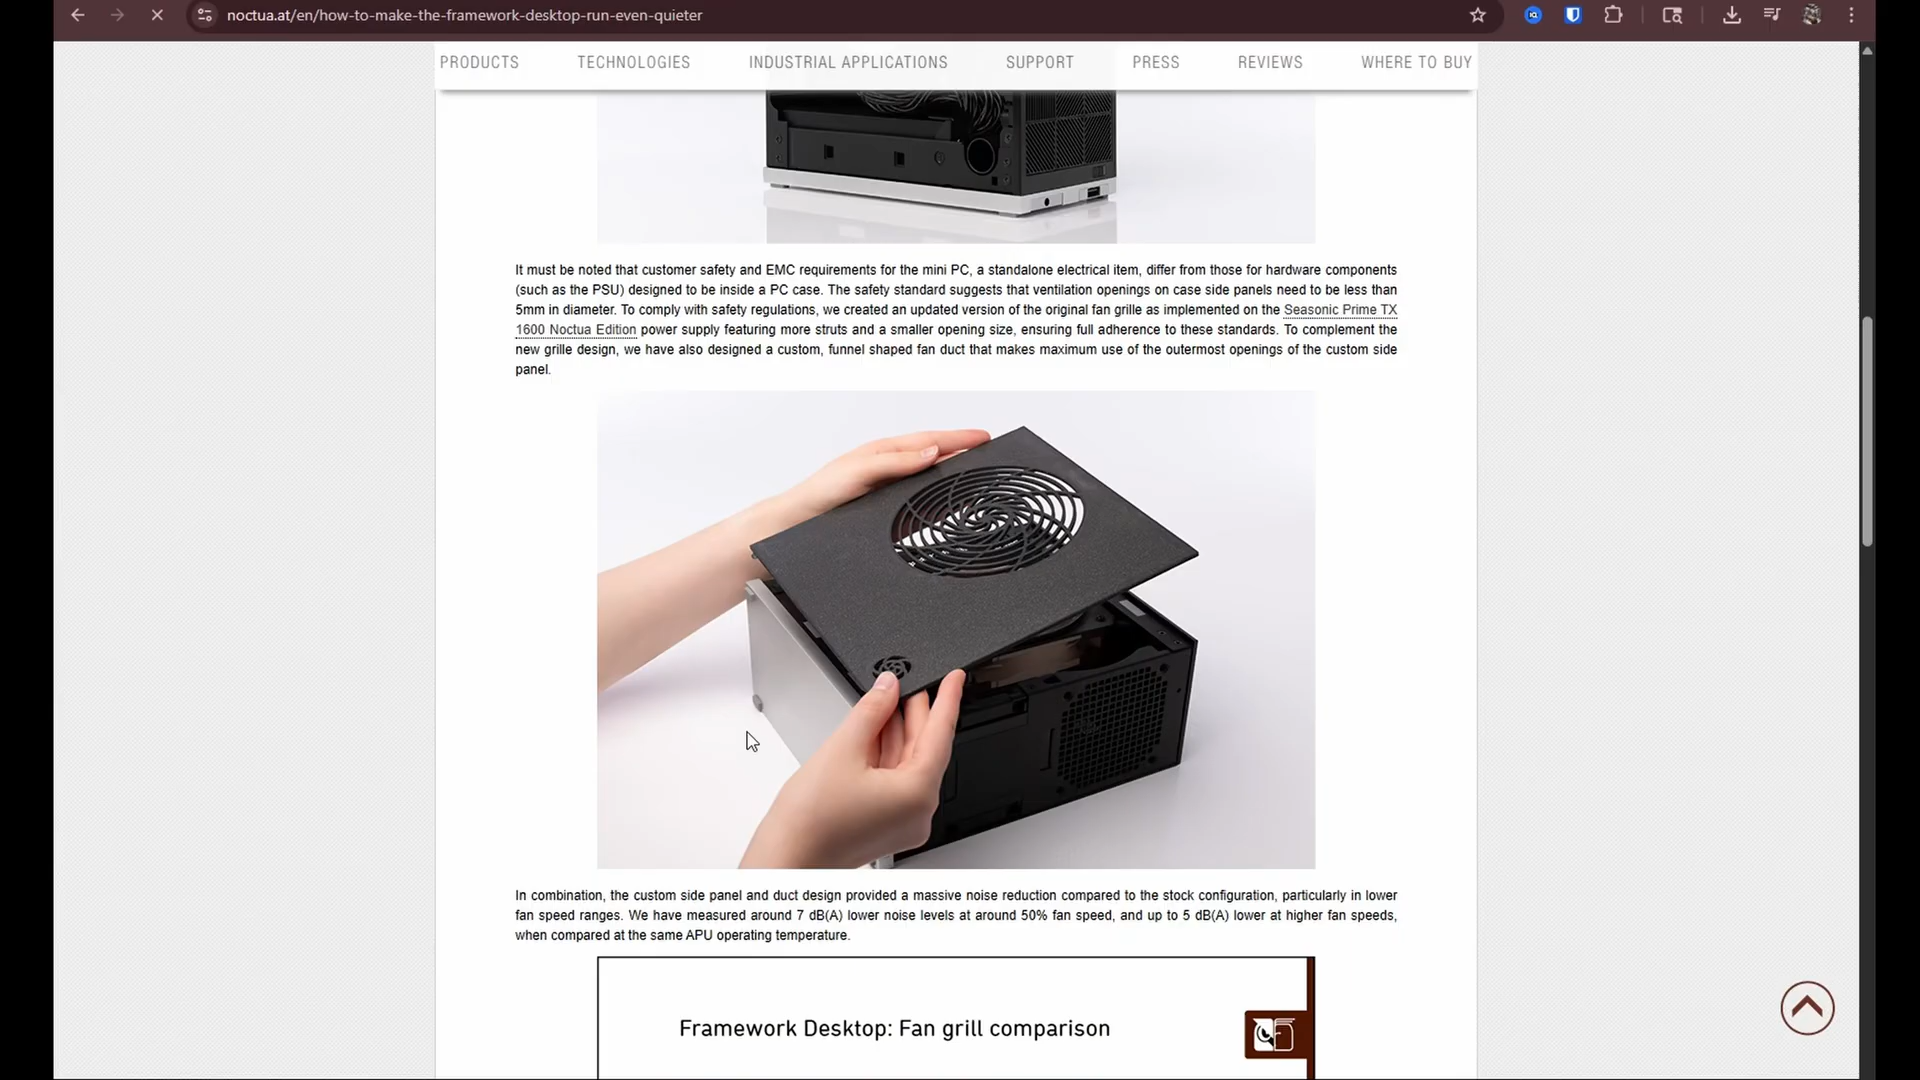 noctua.at/en/how-to-make-the-framework-desktop-run-even-quieter
PRODUCTS TECHNOLOGIES INDUSTRIAL APPLICATIONS SUPPORT PRESS REVIEWS WHERE TO BUY
It must be noted that customer safety and EMC requirements for the mini PC, a standalone electrical item, differ from those for hardware components
(such as the PSU) designed to be inside a PC case. The safety standard suggests that ventilation openings on case side panels need to be less than
5mm in diameter. To comply with safety regulations, we created an updated version of the original fan grille as implemented on the Seasonic Prime TX
1600 Noctua Edition power supply featuring more struts and a smaller opening size, ensuring full adherence to these standards. To complement the
new grille design, we have also designed a custom, funnel shaped fan duct that makes maximum use of the outermost openings of the custom side
panel.
In combination, the custom side panel and duct design provided a massive noise reduction compared to the stock configuration, particularly in lower
fan speed ranges. We have measured around 7 dB(A) lower noise levels at around 50% fan speed, and up to 5 dB(A) lower at higher fan speeds,
when compared at the same APU operating temperature.
Framework Desktop: Fan grill comparison